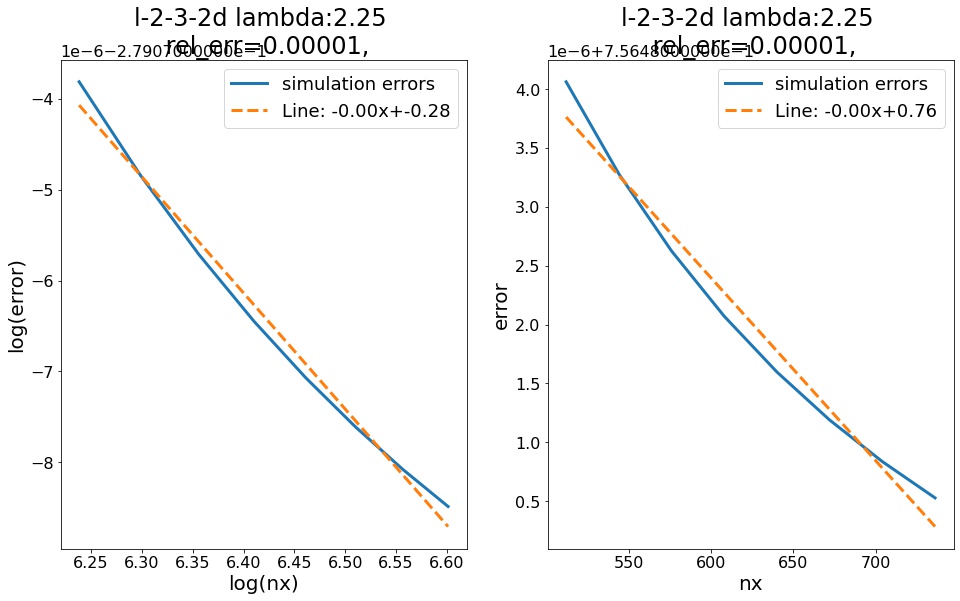 l-2-3-2d lambda:2.25
rel_err=0.00001,
1e−6−2.7907000000e−1
simulation errors
Line: -0.00x+-0.28
−4
−5
−6
−7
−8
log(error)
6.25 6.30 6.35 6.40 6.45 6.50 6.55 6.60
log(nx)
l-2-3-2d lambda:2.25
rel_err=0.00001,
1e−6+7.5648000000e−1
simulation errors
Line: -0.00x+0.76
4.0
3.5
3.0
2.5
2.0
1.5
1.0
0.5
error
550 600 650 700
nx